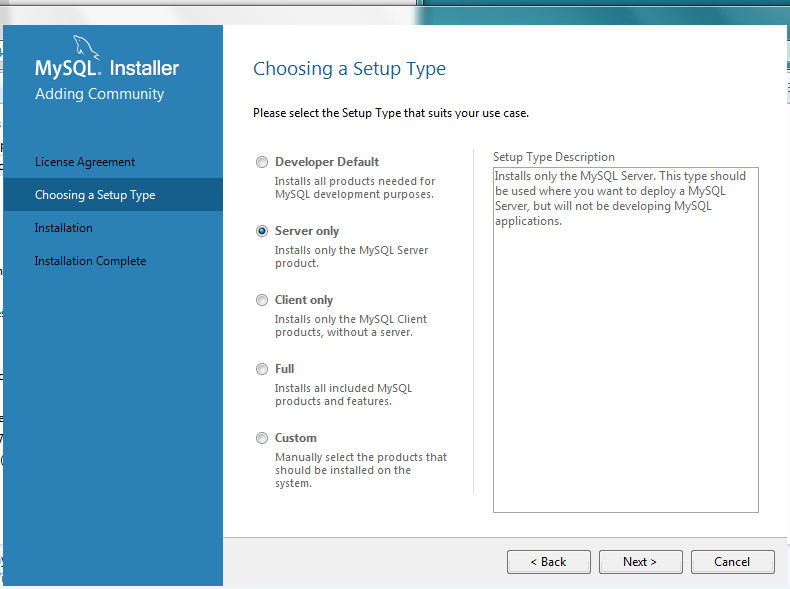 MySQL. Installer
Adding Community
License Agreement
Choosing a Setup Type
Installation
Installation Complete
Choosing a Setup Type
Please select the Setup Type that suits your use case.
Developer Default
Installs all products needed for
MySQL development purposes.
Server only
Installs only the MySQL Server
product.
Client only
Installs only the MySQL Client
products, without a server.
Full
Installs all included MySQL
products and features.
Custom
Manually select the products that
should be installed on the
system.
Setup Type Description
Installs only the MySQL Server. This type should
be used where you want to deploy a MySQL
Server, but will not be developing MySQL
applications.
< Back
Next >
Cancel